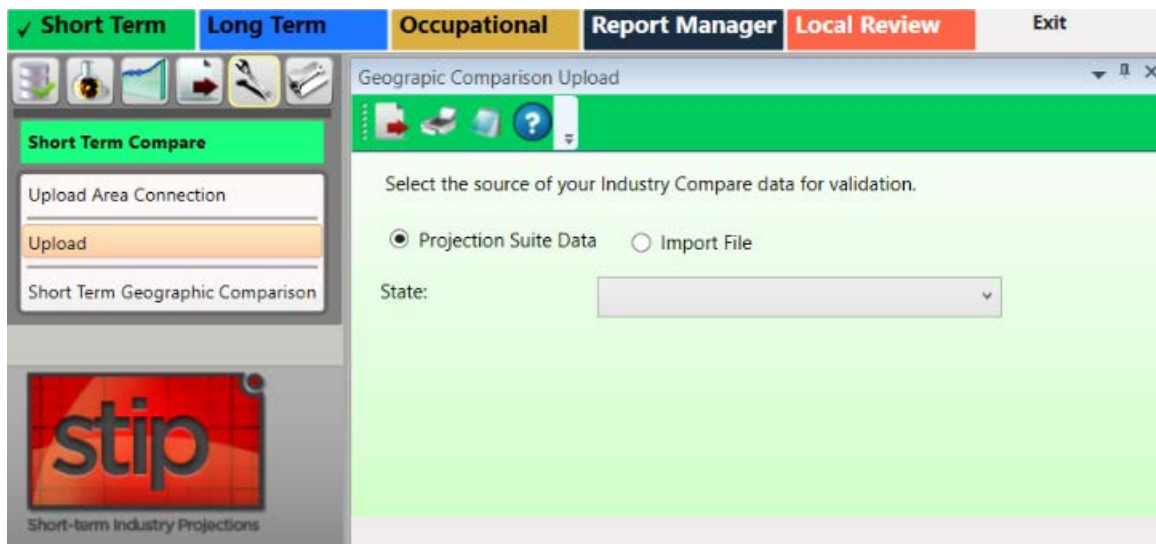 ✓ Short Term Long Term Occupational Report Manager Local Review Exit
Geograpic Comparison Upload
Short Term Compare
Upload Area Connection
Upload
Short Term Geographic Comparison
Select the source of your Industry Compare data for validation.
Projection Suite Data Import File
State:
stip
Short-term Industry Projections